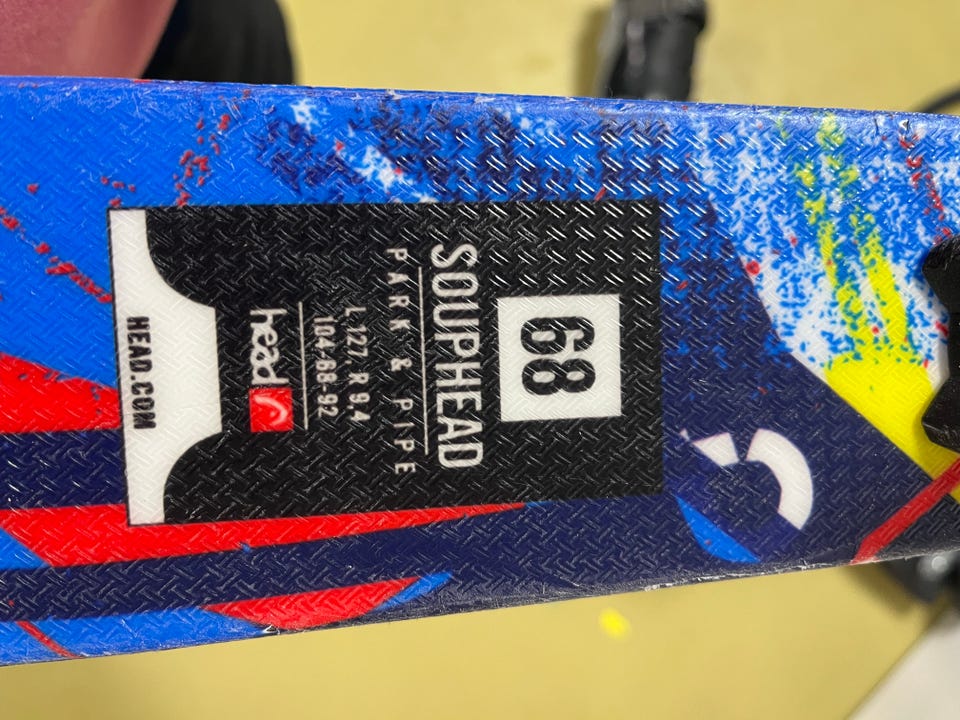 68
SOUPHEAD
PARK & PIPE
L 127 R 9,4
104-68-92
head
HEAD.COM